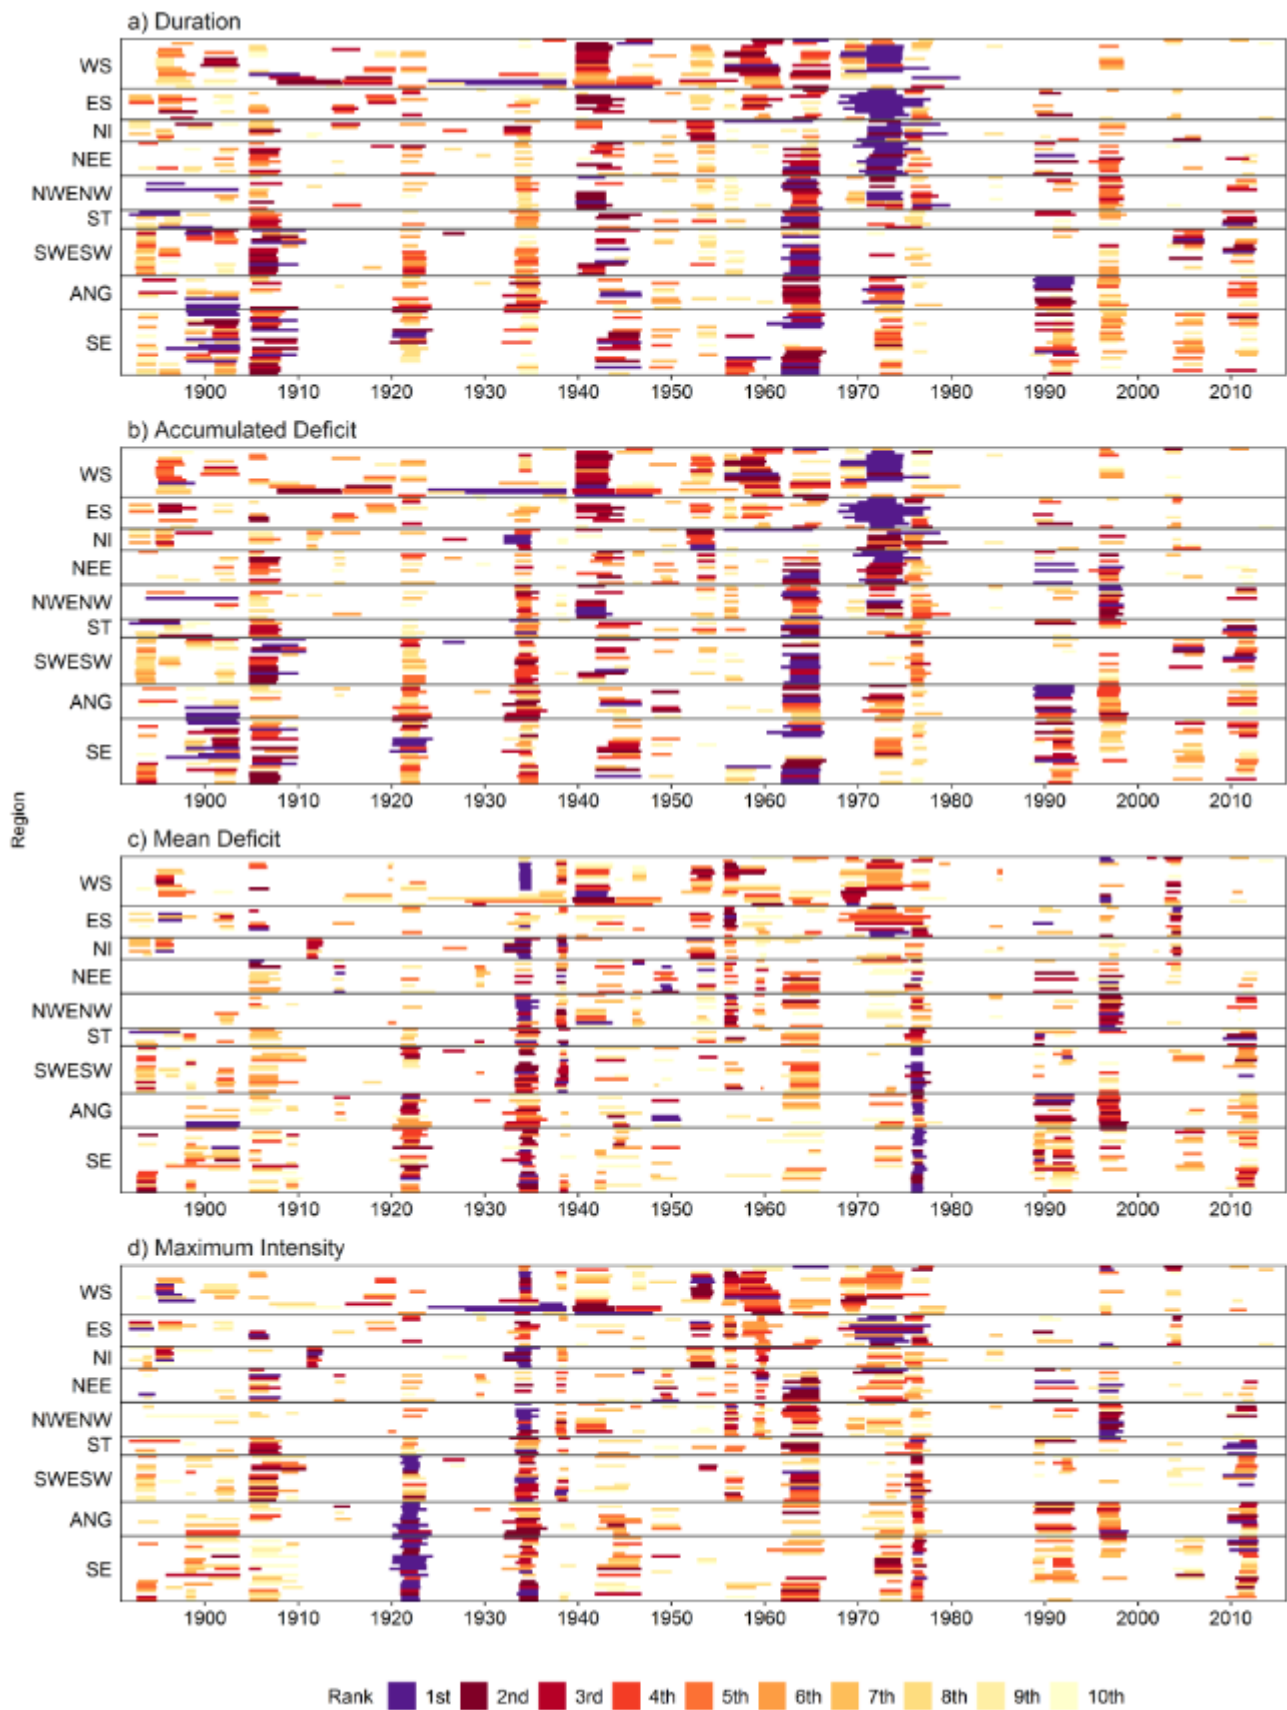 a) Duration
WS
ES
NI
NEE
NWENW
ST
SWESW
ANG
SE
1900 1910 1920 1930 1940 1950 1960 1970 1980 1990 2000 2010
b) Accumulated Deficit
WS
ES
NI
NEE
NWENW
ST
SWESW
ANG
SE
1900 1910 1920 1930 1940 1950 1960 1970 1980 1990 2000 2010
Region
c) Mean Deficit
WS
ES
NI
NEE
NWENW
ST
SWESW
ANG
SE
1900 1910 1920 1930 1940 1950 1960 1970 1980 1990 2000 2010
d) Maximum Intensity
WS
ES
NI
NEE
NWENW
ST
SWESW
ANG
SE
1900 1910 1920 1930 1940 1950 1960 1970 1980 1990 2000 2010
Rank 1st 2nd 3rd 4th 5th 6th 7th 8th 9th 10th